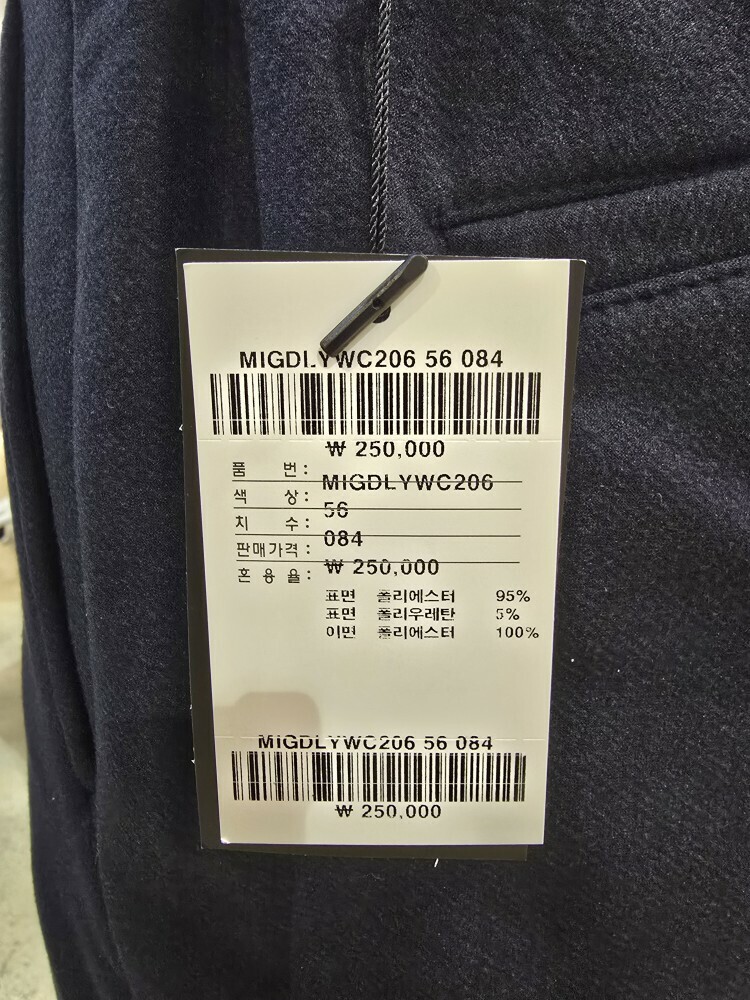 MIGDLYWC206 56 084
₩ 250,000
품 번: MIGDLYWC206
색 상: 56
치 수: 084
판매가격: ₩ 250,000
혼 용 율:
표면 폴리에스터 95%
표면 폴리우레탄 5%
이면 폴리에스터 100%
MIGDLYWC206 56 084
₩ 250,000